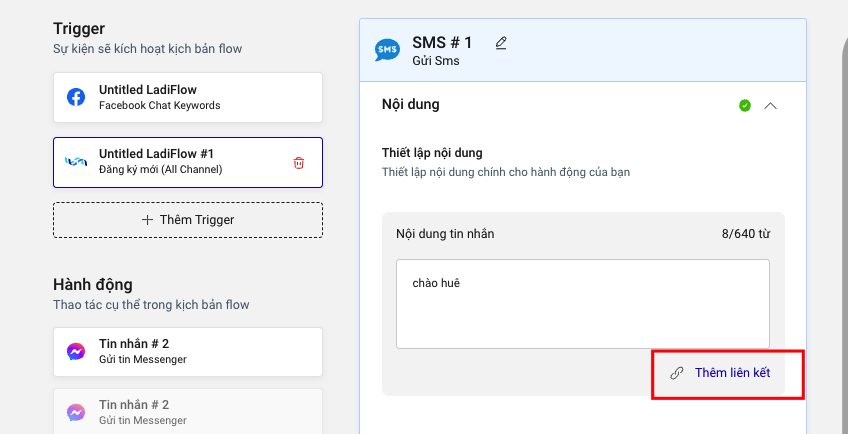 Trigger
Sự kiện sẽ kích hoạt kịch bản flow
Untitled LadiFlow
Facebook Chat Keywords
Untitled LadiFlow #1
Đăng ký mới (All Channel)
Thêm Trigger
Hành động
Thao tác cụ thể trong kịch bản flow
Tin nhắn # 2
Gửi tin Messenger
Tin nhắn # 2
Gửi tin Messenger
SMS
SMS # 1
Gửi Sms
Nội dung
Thiết lập nội dung
Thiết lập nội dung chính cho hành động của bạn
Nội dung tin nhắn
8/640 từ
chào huê
Thêm liên kết